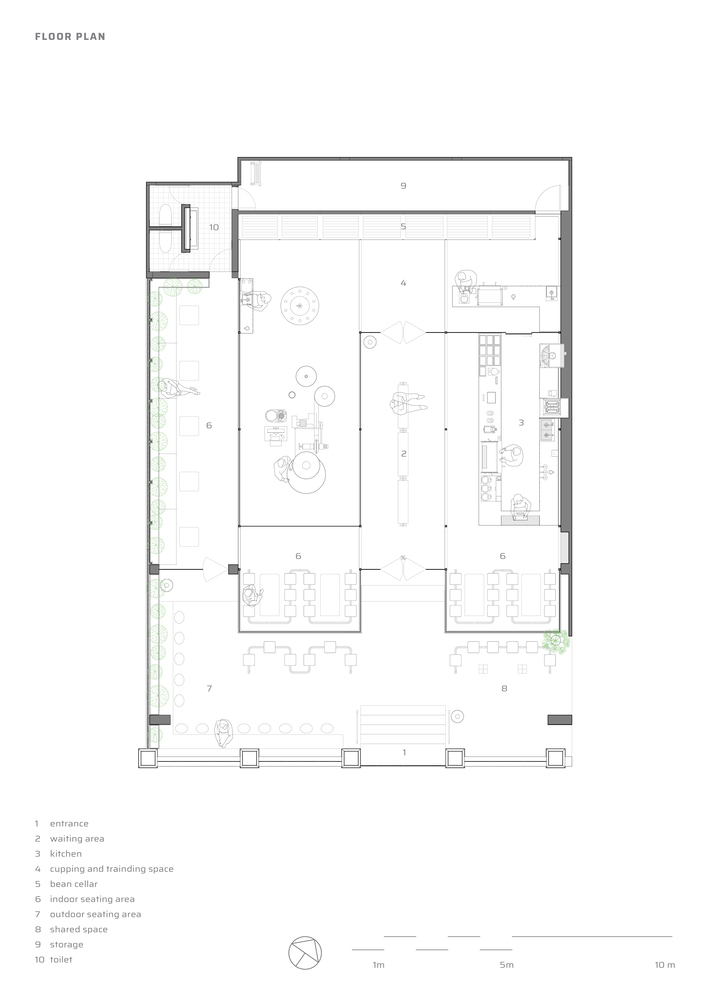 FLOOR PLAN
9
10
5
4
6
3
2
6
6
7
8
1
1 entrance
2 waiting area
3 kitchen
4 cupping and trainding space
5 bean cellar
6 indoor seating area
7 outdoor seating area
8 shared space
9 storage
10 toilet
1m 5m 10 m